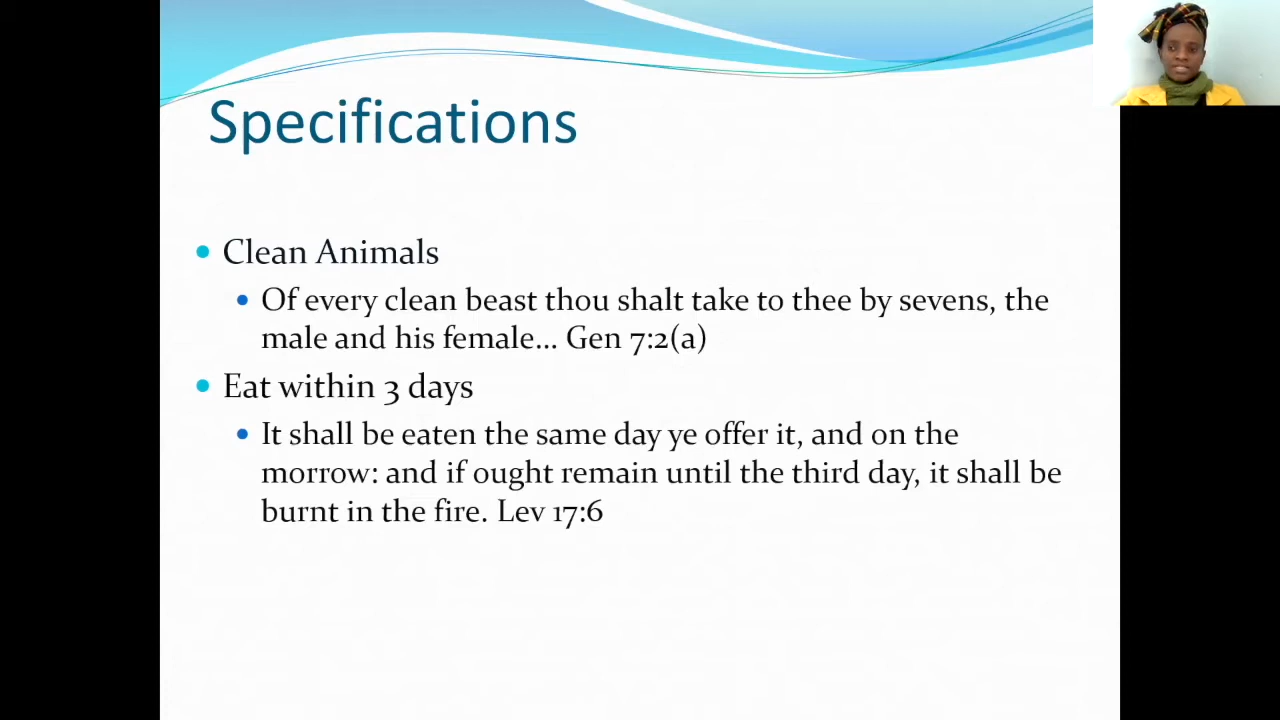 Specifications
Clean Animals
Of every clean beast thou shalt take to thee by sevens, the
male and his female... Gen 7:2(a)
Eat within 3 days
It shall be eaten the same day ye offer it, and on the
morrow: and if ought remain until the third day, it shall be
burnt in the fire. Lev 17:6